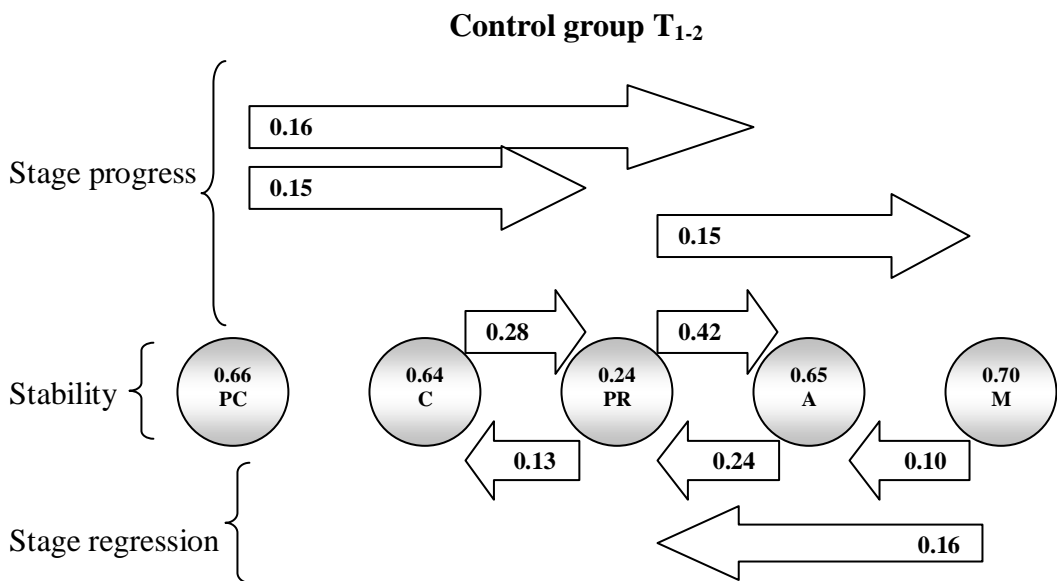 Control group T1-2
0.16
Stage progress
0.15
0.15
0.28
0.42
Stability
0.66
PC
0.64
C
0.24
PR
0.65
A
0.70
M
0.13
0.24
0.10
Stage regression
0.16